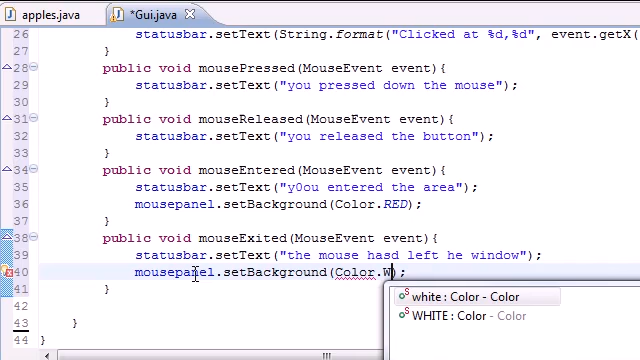 apples.java
*Gui.java
26 statusbar.setText(String.format("Clicked at %d,%d", event.getX(
27 }
28 public void mousePressed(MouseEvent event){
29 statusbar.setText("you pressed down the mouse");
30 }
31 public void mouseReleased(MouseEvent event){
32 statusbar.setText("you released the button");
33 }
34 public void mouseEntered(MouseEvent event){
35 statusbar.setText("y0ou entered the area");
36 mousepanel.setBackground(Color.RED);
37 }
38 public void mouseExited(MouseEvent event){
39 statusbar.setText("the mouse hasd left he window");
40 mousepanel.setBackground(Color.W);
41 }
42
43 }
44 }
white : Color - Color
WHITE : Color - Color